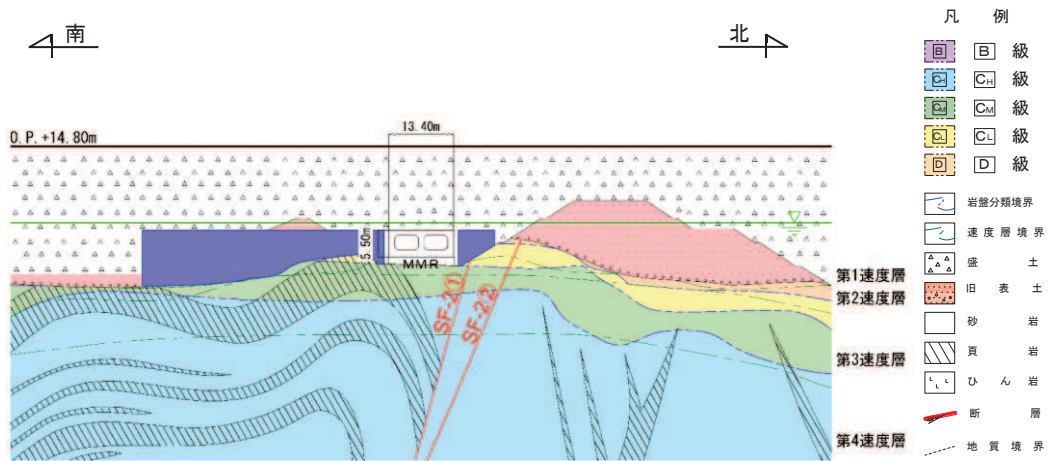 南
北
O.P.+14.80m
13.40m
5.50m
MMR
SF-2(1)
SF-2(2)
第1速度層
第2速度層
第3速度層
第4速度層
凡 例
B B 級
CH CH 級
CM CM 級
CL CL 級
D D 級
岩盤分類境界
速度層境界
盛 土
旧 表 土
砂 岩
頁 岩
ひ ん 岩
断 層
地 質 境 界